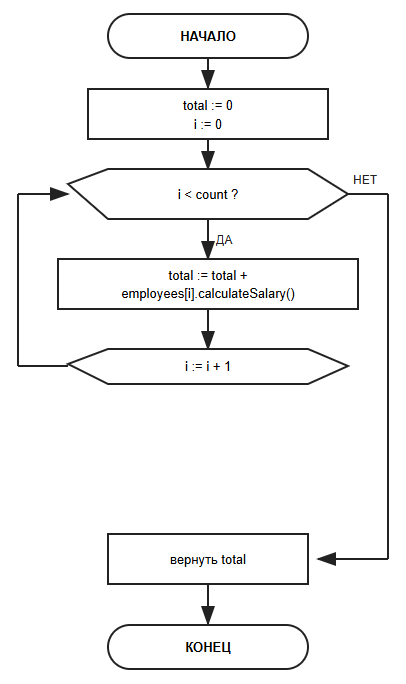 НАЧАЛО
total := 0
i := 0
i < count ?
НЕТ
ДА
total := total +
employees[i].calculateSalary()
i := i + 1
вернуть total
КОНЕЦ